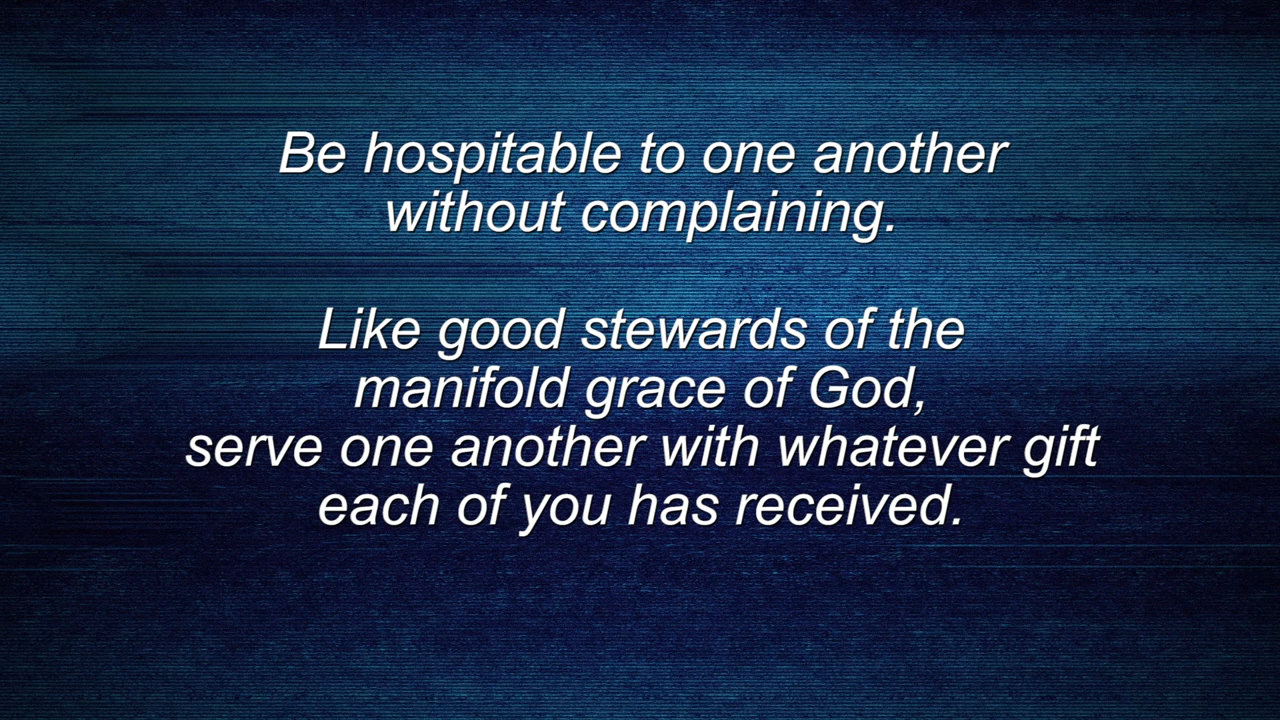 Be hospitable to one another
without complaining.
Like good stewards of the
manifold grace of God,
serve one another with whatever gift
each of you has received.